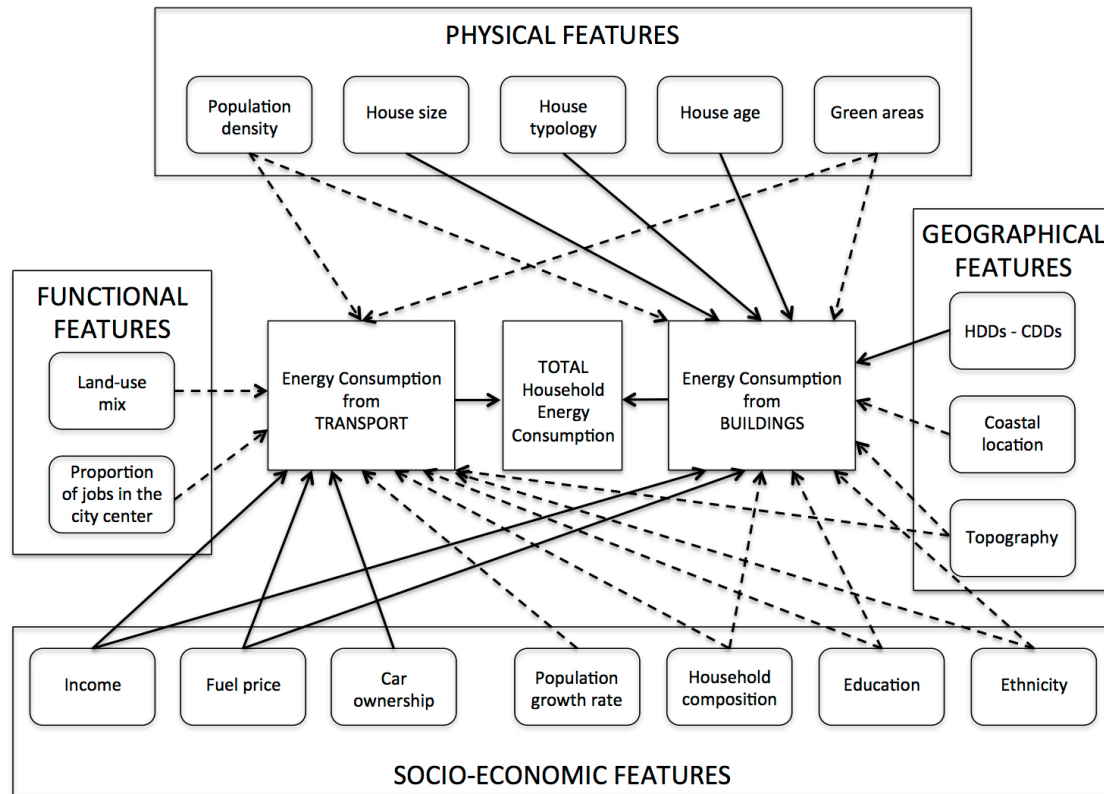 PHYSICAL FEATURES
Population
density
House size
House
typology
House age
Green areas
GEOGRAPHICAL
FEATURES
HDDs - CDDs
Coastal
location
Topography
FUNCTIONAL
FEATURES
Land-use
mix
Proportion
of jobs in the
city center
Energy Consumption
from
TRANSPORT
TOTAL
Household
Energy
Consumption
Energy Consumption
from
BUILDINGS
Income
Fuel price
Car
ownership
Population
growth rate
Household
composition
Education
Ethnicity
SOCIO-ECONOMIC FEATURES